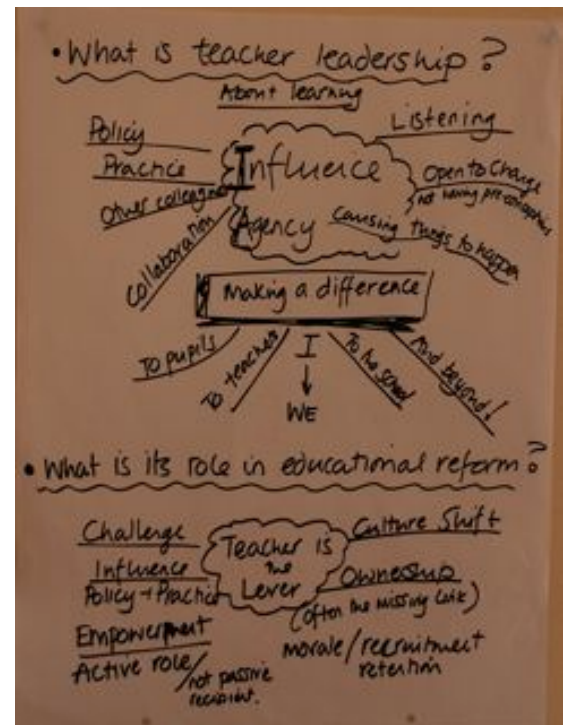 • What is teacher leadership?
About learning
Policy
Practice
Other colleagues
Collaboration
Influence
Agency
Listening
Open to Change
not having preconceptions
Causing things to happen
Making a difference
To pupils
To teachers
I
↓
WE
To the school
And beyond!
• What is its role in educational reform?
Challenge
Influence
Policy → Practice
Empowerment
Active role/
not passive
recipient.
Teacher is
the
Lever
Culture Shift
Ownership
(often the missing link)
morale/recruitment
retention